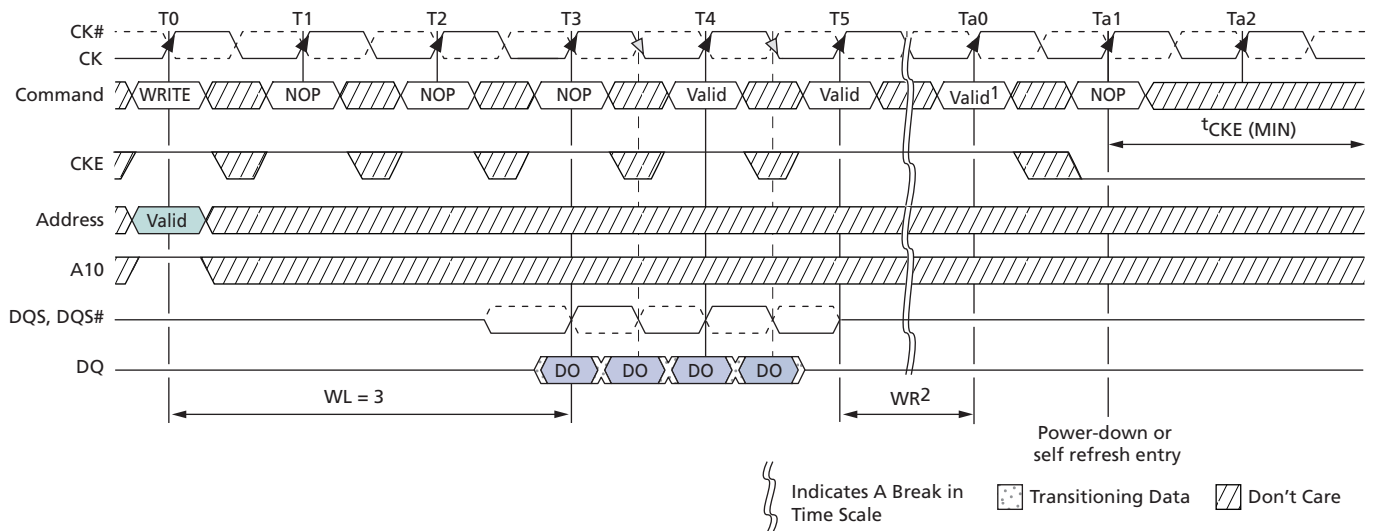 T0 T1 T2 T3 T4 T5 Ta0 Ta1 Ta2
CK#
CK
Command WRITE NOP NOP NOP Valid Valid Valid1 NOP
tCKE (MIN)
CKE
Address Valid
A10
DQS, DQS#
DQ DO DO DO DO
WL = 3 WR2
Power-down or
self refresh entry
Indicates A Break in
Time Scale
Transitioning Data
Don't Care